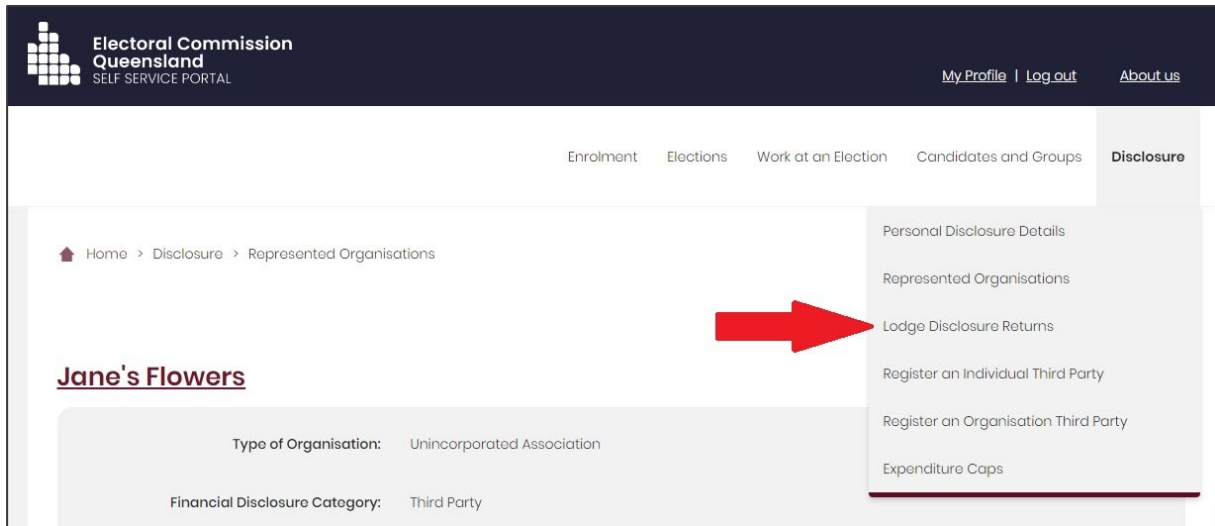 Electoral Commission
Queensland
SELF SERVICE PORTAL
My Profile | Log out About us
Enrolment Elections Work at an Election Candidates and Groups Disclosure
Home > Disclosure > Represented Organisations
Personal Disclosure Details
Represented Organisations
Lodge Disclosure Returns
Register an Individual Third Party
Register an Organisation Third Party
Expenditure Caps
Jane's Flowers
Type of Organisation: Unincorporated Association
Financial Disclosure Category: Third Party